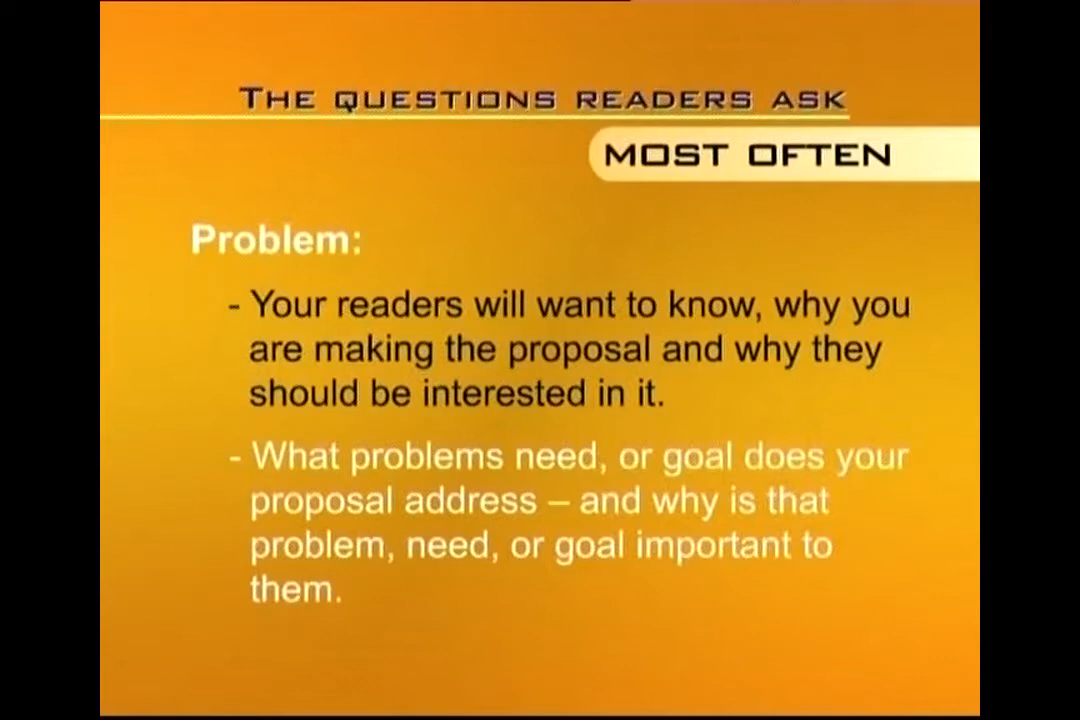 THE QUESTIONS READERS ASK
MOST OFTEN
Problem:
- Your readers will want to know, why you
are making the proposal and why they
should be interested in it.
- What problems need, or goal does your
proposal address – and why is that
problem, need, or goal important to
them.